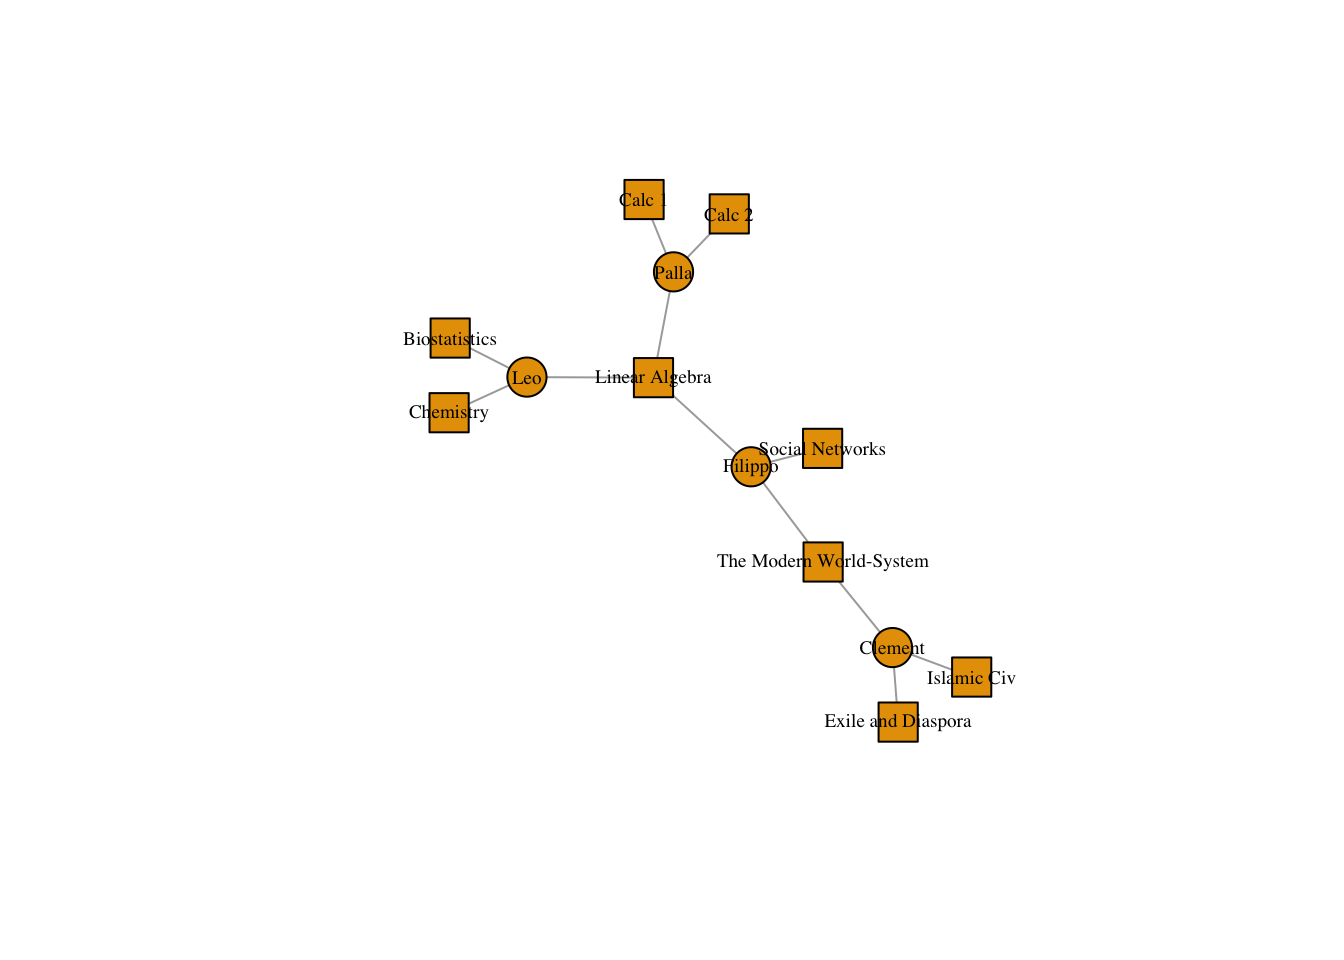 Calc 1
Calc 2
Palla
Biostatistics
Leo
Linear Algebra
Chemistry
Social Networks
Filippo
The Modern World-System
Clement
Islamic Civ
Exile and Diaspora